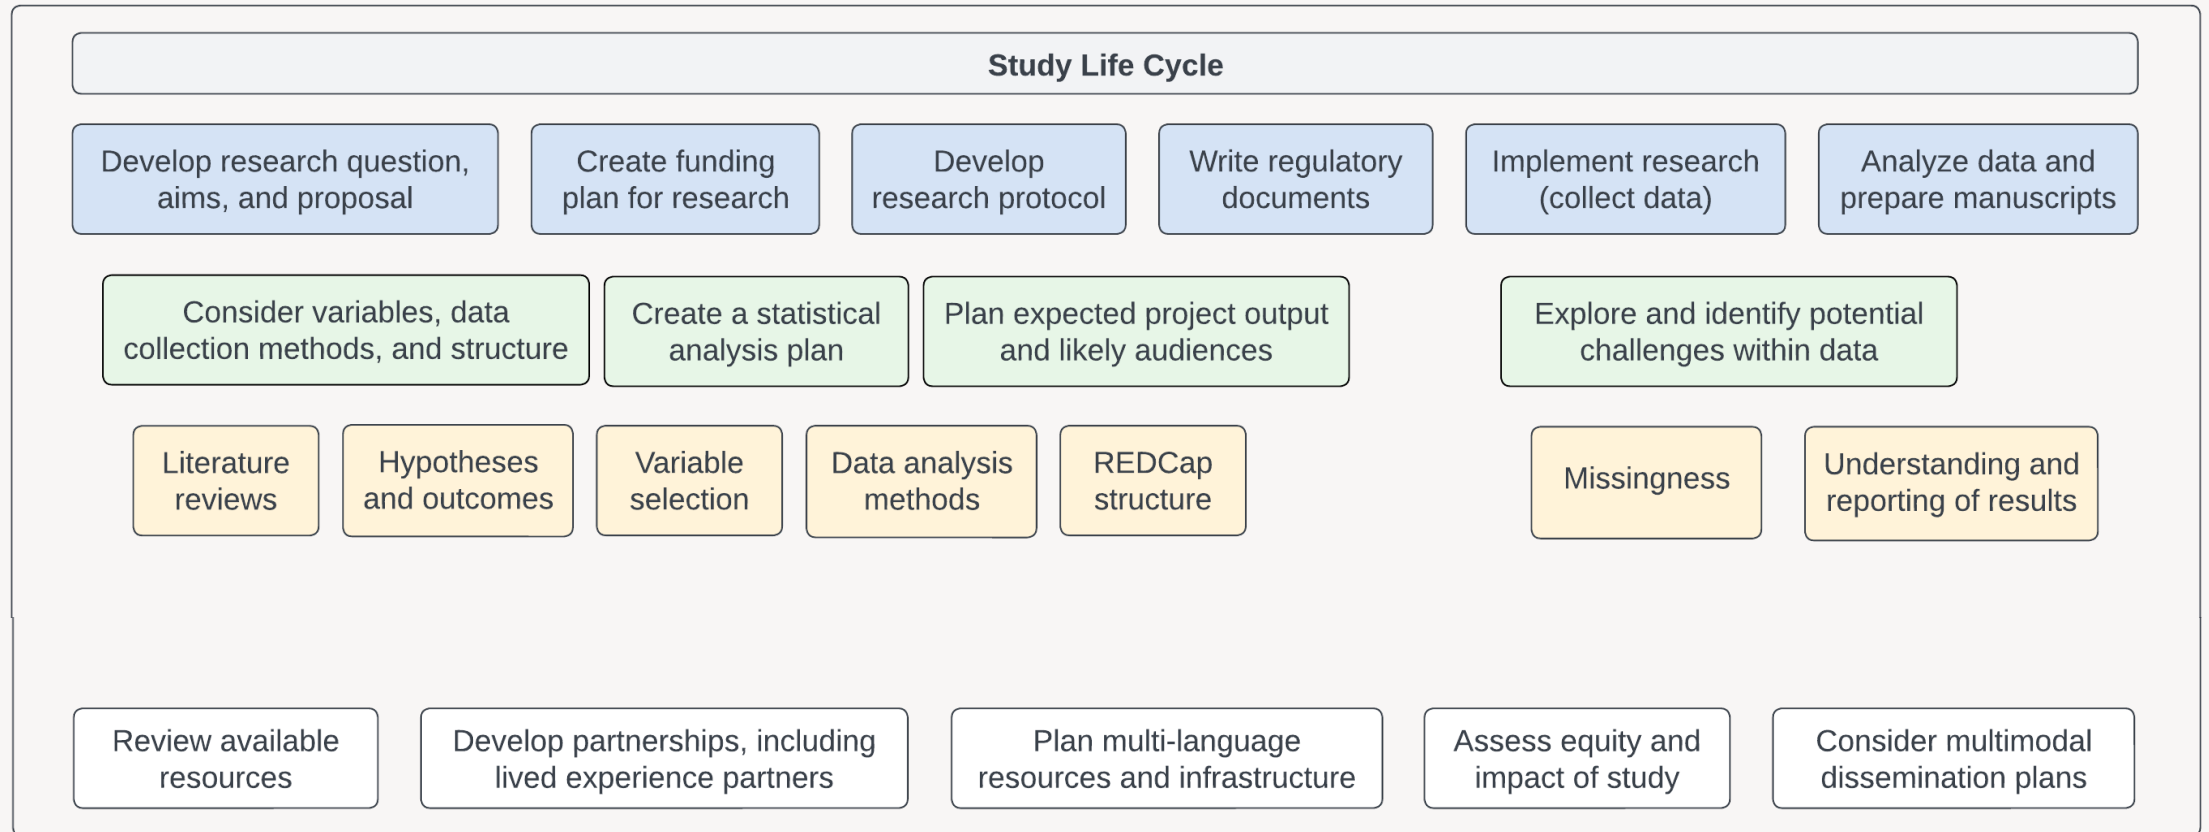 Study Life Cycle
Develop research question,
aims, and proposal
Create funding
plan for research
Develop
research protocol
Write regulatory
documents
Implement research
(collect data)
Analyze data and
prepare manuscripts
Consider variables, data
collection methods, and structure
Create a statistical
analysis plan
Plan expected project output
and likely audiences
Explore and identify potential
challenges within data
Literature
reviews
Hypotheses
and outcomes
Variable
selection
Data analysis
methods
REDCap
structure
Missingness
Understanding and
reporting of results
Review available
resources
Develop partnerships, including
lived experience partners
Plan multi-language
resources and infrastructure
Assess equity and
impact of study
Consider multimodal
dissemination plans